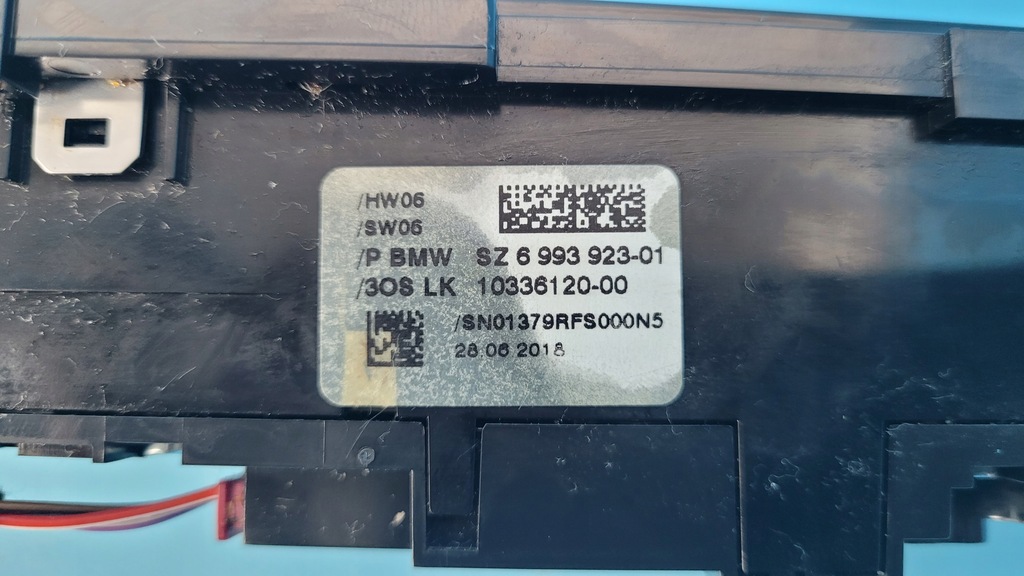 /HW06
/SW06
/P BMW SZ 6 993 923-01
/3OS LK 10336120-00
/SN01379RFS000N5
28 06 2018